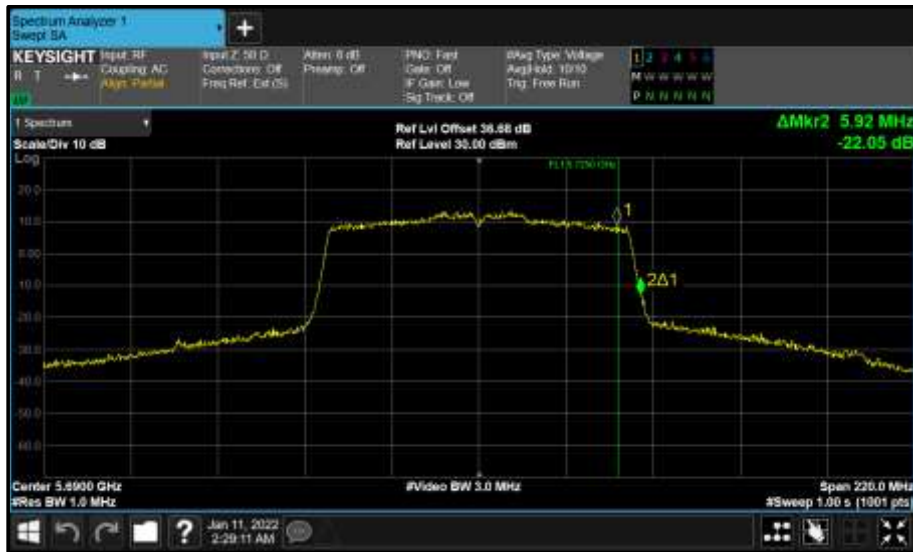 Spectrum Analyzer 1
Swept SA
+
KEYSIGHT Input: RF
R T Coupling: AC
Align: Partial
Input Z: 50 Ω
Corrections: Off
Freq Ref: Ext (S)
Atten: 6 dB
Preamp: Off
PNO: Fast
Gate: Off
IF Gain: Low
Sig Track: Off
#Avg Type: Voltage
Avg|Hold: 10/10
Trig: Free Run
1 2 3 4 5 6
M W W W W W
P N N N N N
1 Spectrum
Scale/Div 10 dB
Ref Lvl Offset 36.68 dB
Ref Level 30.00 dBm
ΔMkr2 5.92 MHz
-22.05 dB
Log
20.0
10.0
0.00
-10.0
-20.0
-30.0
-40.0
-50.0
-60.0
1
2Δ1
Center 5.6900 GHz
#Res BW 1.0 MHz
#Video BW 3.0 MHz
Span 220.0 MHz
#Sweep 1.00 s (1001 pts)
?
Jan 11, 2022
2:29:11 AM